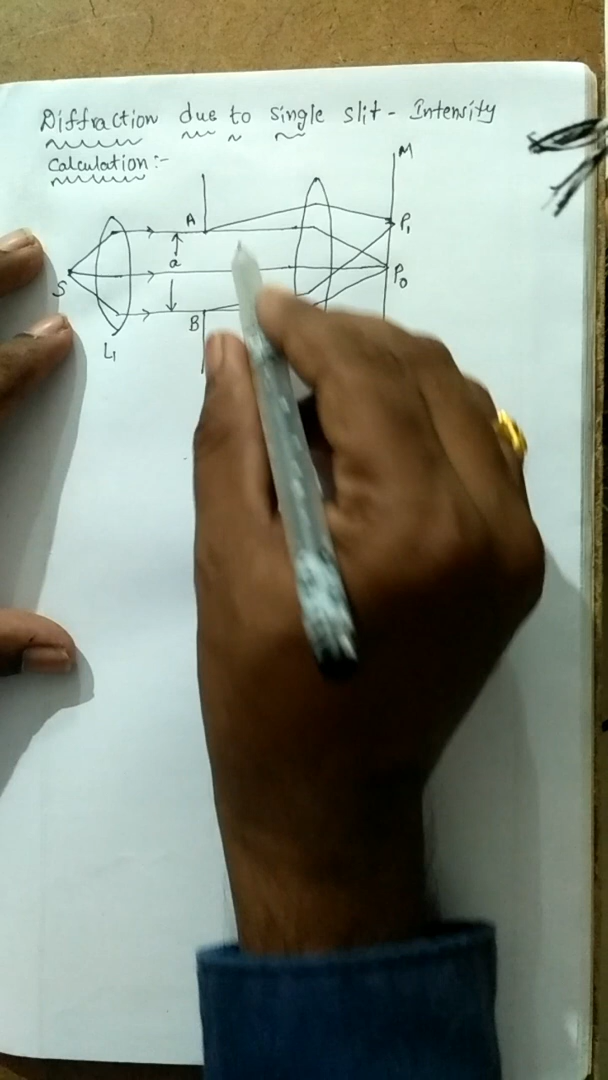 Diffraction due to single slit - Intensity
Calculation :-
M
A
P1
a
S
P0
B
L1